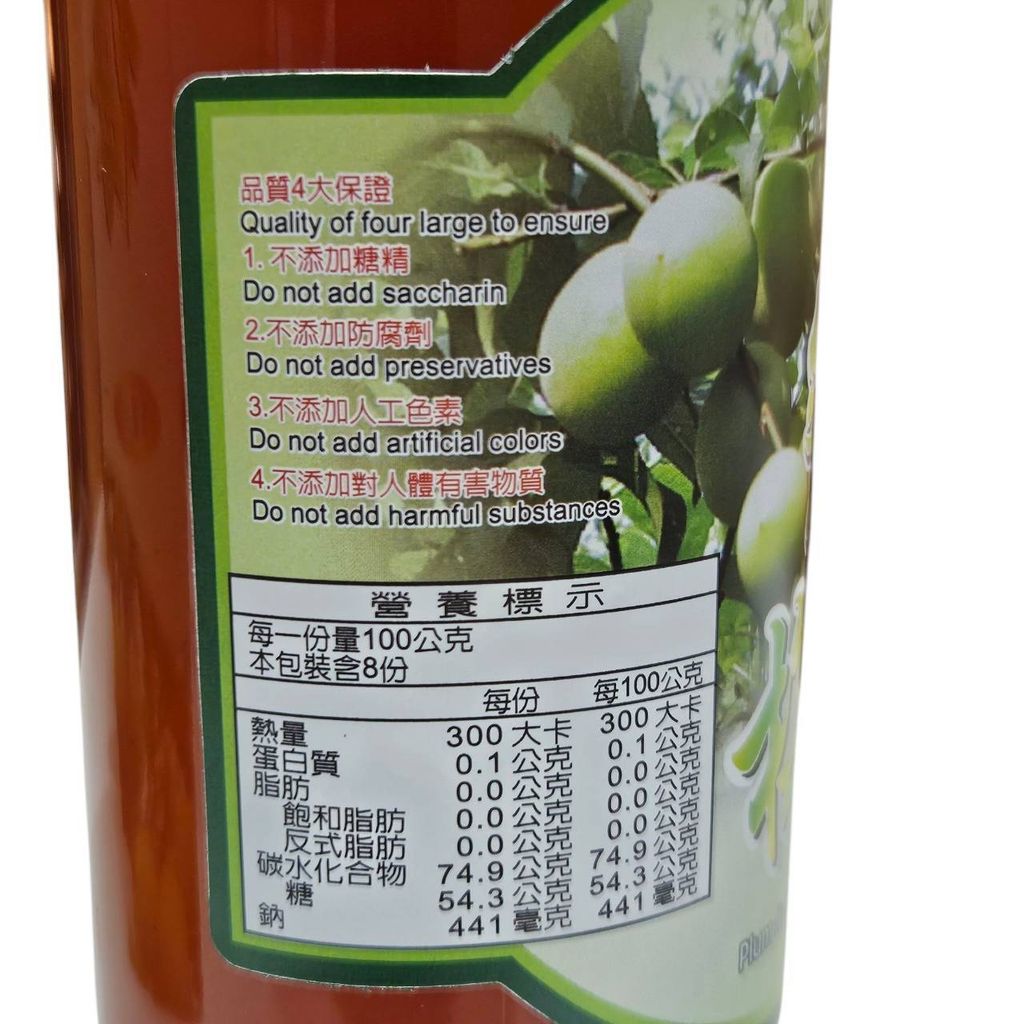 品質4大保證
Quality of four large to ensure
1. 不添加糖精
Do not add saccharin
2.不添加防腐劑
Do not add preservatives
3.不添加人工色素
Do not add artificial colors
4.不添加對人體有害物質
Do not add harmful substances
營養標示
每一份量100公克
本包裝含8份
每份 每100公克
熱量 300 大卡 300 大卡
蛋白質 0.1 公克 0.1 公克
脂肪 0.0 公克 0.0 公克
飽和脂肪 0.0 公克 0.0 公克
反式脂肪 0.0 公克 0.0 公克
碳水化合物 74.9 公克 74.9 公克
糖 54.3 公克 54.3 公克
鈉 441 毫克 441 毫克